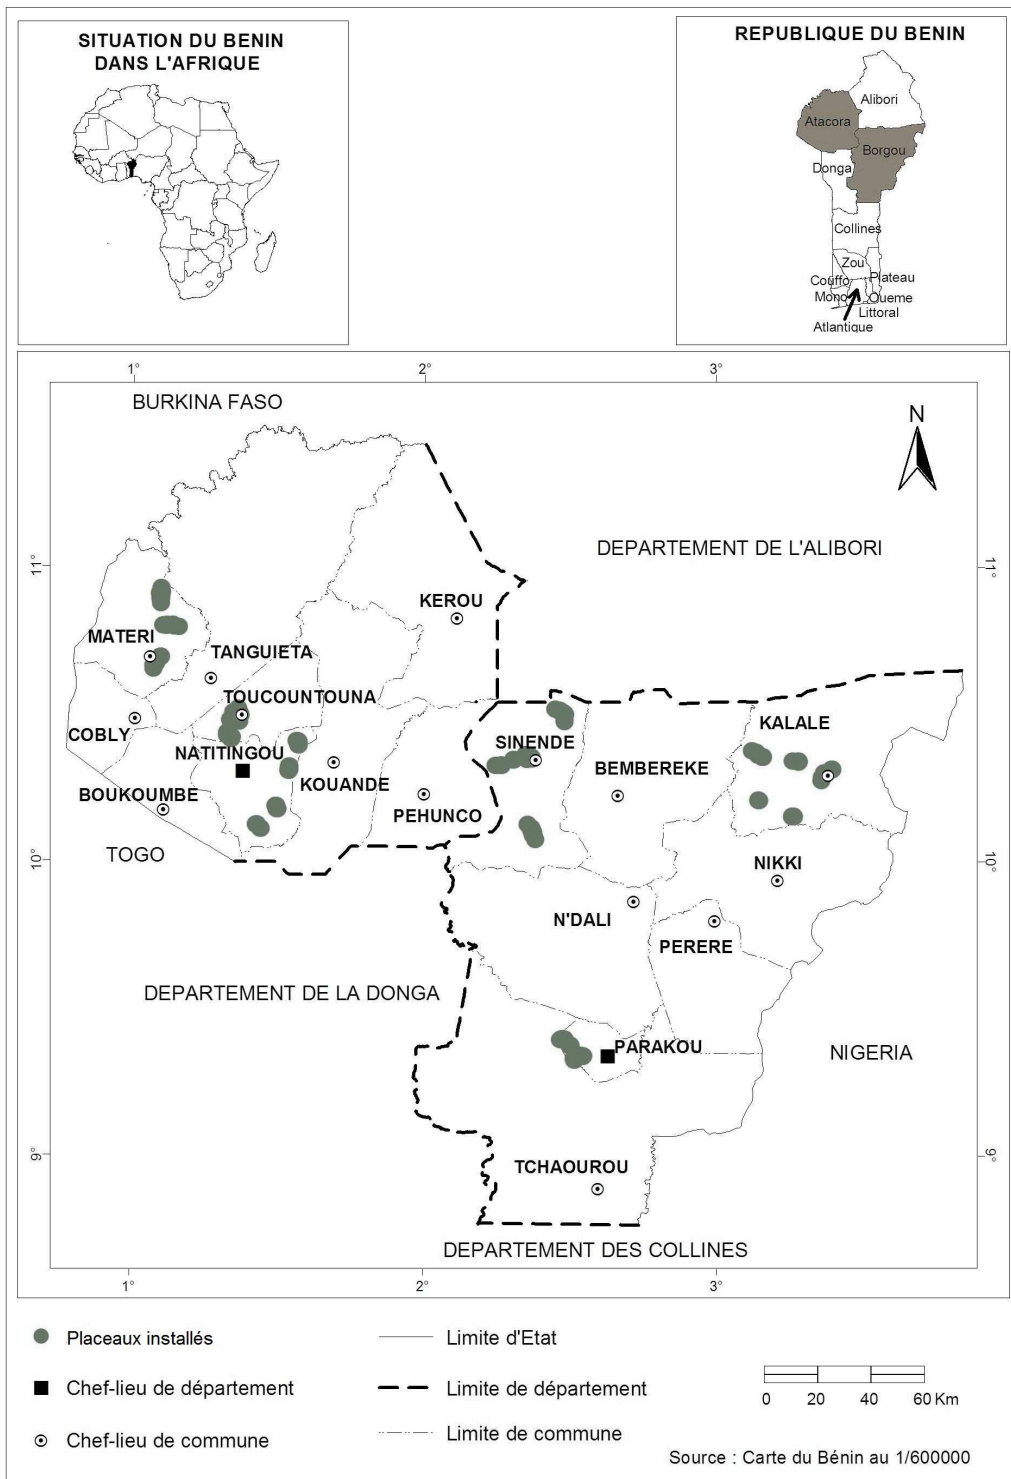 SITUATION DU BENIN
DANS L'AFRIQUE
REPUBLIQUE DU BENIN
Alibori
Atacora
Borgou
Donga
Collines
Zou
Couffo
Plateau
Mono
Oueme
Littoral
Atlantique
1°
2°
3°
BURKINA FASO
N
DEPARTEMENT DE L'ALIBORI
11°
11°
KEROU
MATERI
TANGUIETA
TOUCOUNTOUNA
KALALE
COBLY
SINENDE
NATITINGOU
BEMBEREKE
KOUANDE
BOUKOUMBE
PEHUNCO
TOGO
10°
10°
NIKKI
N'DALI
PERERE
DEPARTEMENT DE LA DONGA
PARAKOU
NIGERIA
9°
9°
TCHAOUROU
DEPARTEMENT DES COLLINES
1°
2°
3°
Placeaux installés
Limite d'Etat
Chef-lieu de département
Limite de département
0 20 40 60 Km
Chef-lieu de commune
Limite de commune
Source : Carte du Bénin au 1/600000